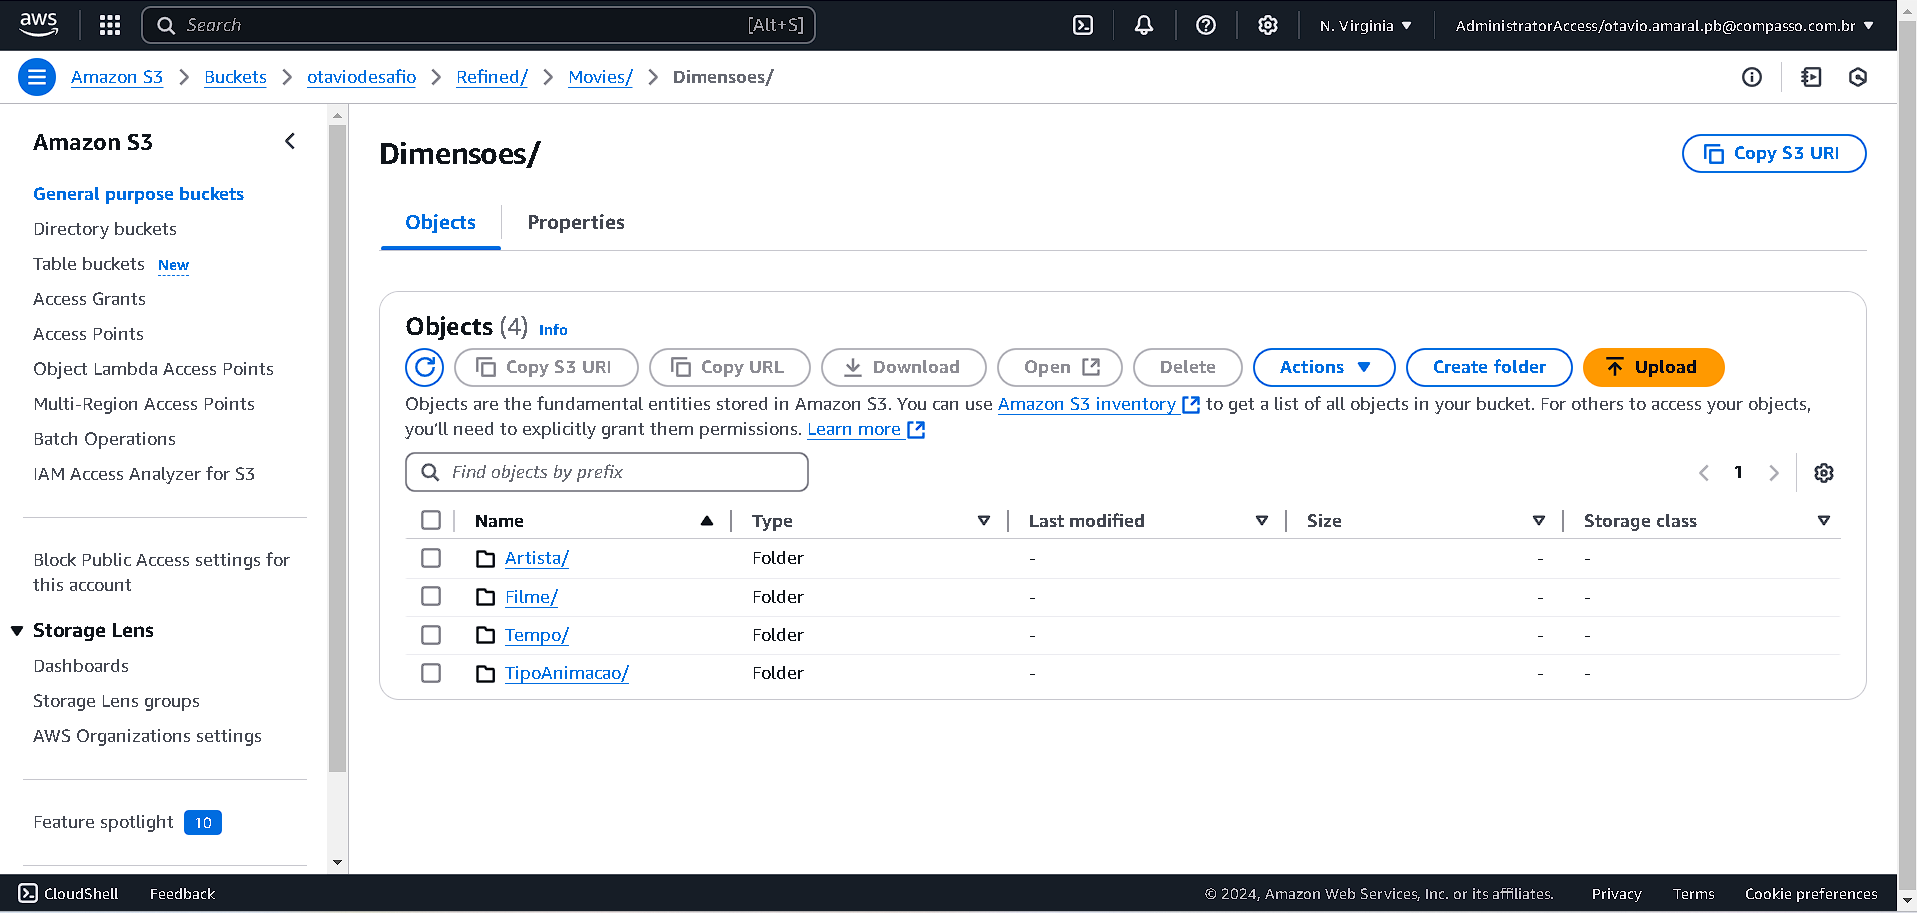 aws
Search [Alt+S]
N. Virginia
AdministratorAccess/otavio.amaral.pb@compasso.com.br
Amazon S3 Buckets otaviodesafio Refined/ Movies/ Dimensoes/
Amazon S3
General purpose buckets
Directory buckets
Table buckets New
Access Grants
Access Points
Object Lambda Access Points
Multi-Region Access Points
Batch Operations
IAM Access Analyzer for S3
Block Public Access settings for
this account
Storage Lens
Dashboards
Storage Lens groups
AWS Organizations settings
Feature spotlight 10
Dimensoes/
Copy S3 URI
Objects Properties
Objects (4) Info
Copy S3 URI Copy URL Download Open Delete Actions Create folder Upload
Objects are the fundamental entities stored in Amazon S3. You can use Amazon S3 inventory to get a list of all objects in your bucket. For others to access your objects,
you'll need to explicitly grant them permissions. Learn more
Find objects by prefix
1
Name Type Last modified Size Storage class
Artista/ Folder - - -
Filme/ Folder - - -
Tempo/ Folder - - -
TipoAnimacao/ Folder - - -
CloudShell Feedback
© 2024, Amazon Web Services, Inc. or its affiliates. Privacy Terms Cookie preferences